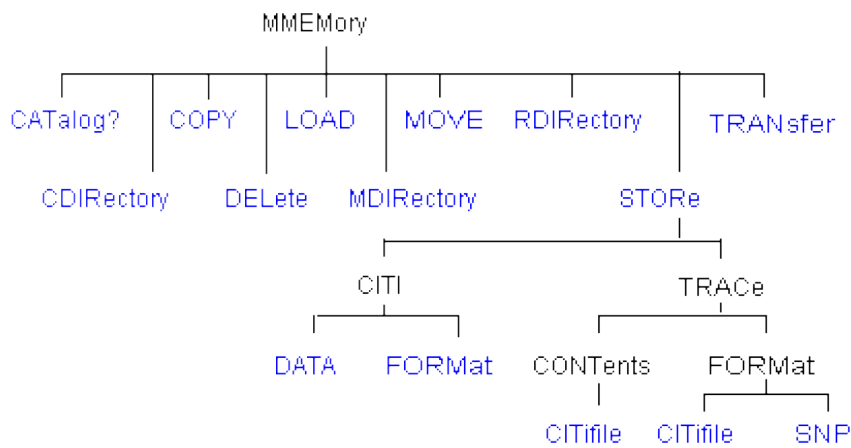 MMEMory
CATalog? COPY LOAD MOVE RDIRectory TRANsfer
CDIRectory DELete MDIRectory STORe
CITI TRACe
DATA FORMat CONTents FORMat
CITifile CITifile SNP